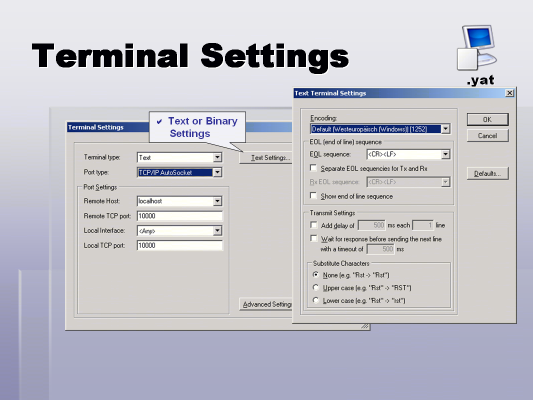 Terminal Settings
.yat
Text or Binary
Settings
Terminal Settings
Terminal type:
Text
Text Settings...
Port type:
TCP/IP AutoSocket
Port Settings
Remote Host:
localhost
Remote TCP port:
10000
Local Interface:
<Any>
Local TCP port:
10000
Advanced Settings
Text Terminal Settings
Encoding:
Default (Westeuropäisch (Windows)) [1252]
EOL (end of line) sequence
EOL sequence:
<CR><LF>
Separate EOL sequences for Tx and Rx
Rx EOL sequence:
<CR><LF>
Show end of line sequence
Transmit Settings
Add delay of 500 ms each 1 line
Wait for response before sending the next line
with a timeout of 500 ms
Substitute Characters
None (e.g. "Rst -> "Rst")
Upper case (e.g. "Rst" -> "RST")
Lower case (e.g. "Rst" -> "rst")
OK
Cancel
Defaults...